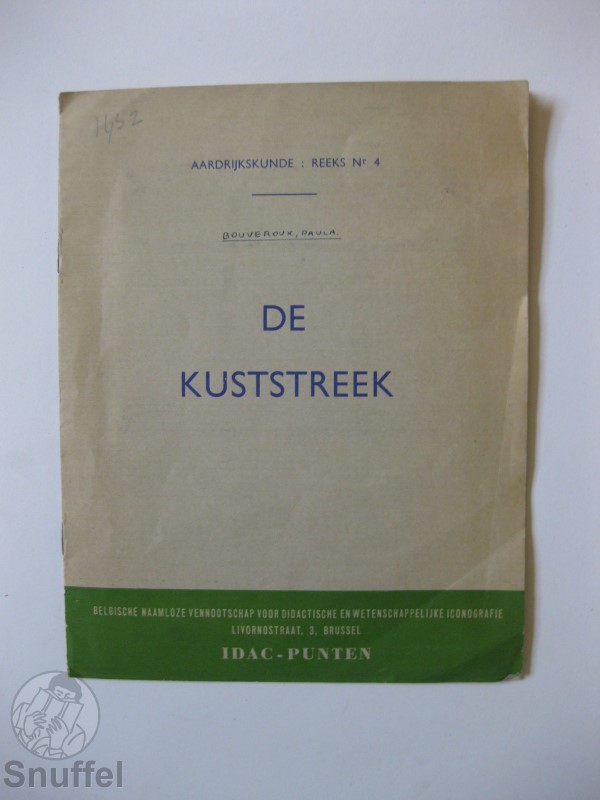 1952
AARDRIJKSKUNDE : REEKS Nr 4
BOUVEROUX, PAULA.
DE
KUSTSTREEK
BELGISCHE NAAMLOZE VENNOOTSCHAP VOOR DIDACTISCHE EN WETENSCHAPPELIJKE ICONOGRAFIE
LIVORNOSTRAAT, 3, BRUSSEL
IDAC-PUNTEN
Snuffel